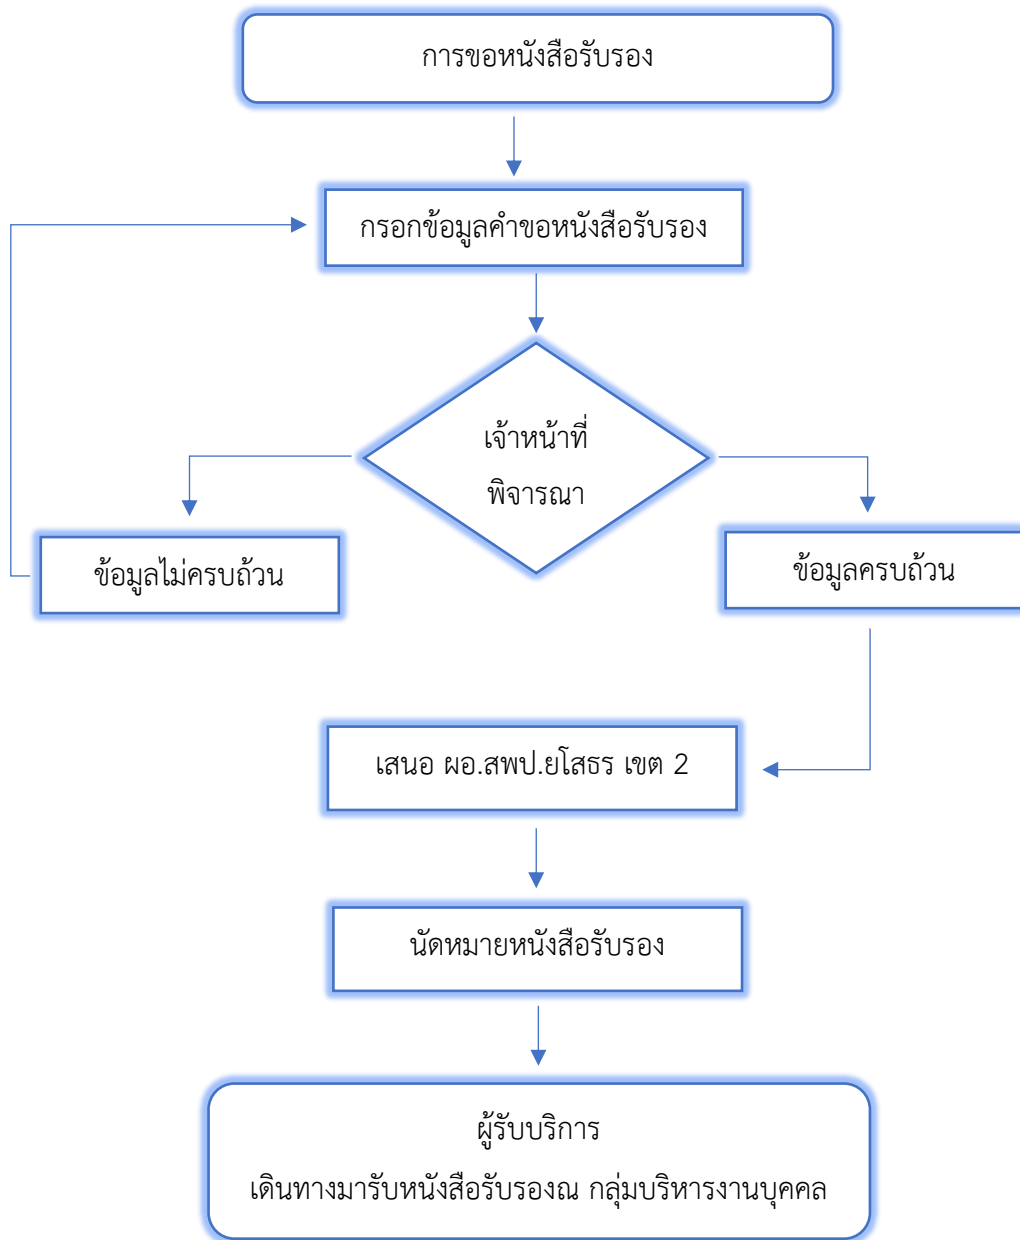 การขอหนังสือรับรอง
กรอกข้อมูลคำขอหนังสือรับรอง
เจ้าหน้าที่
พิจารณา
ข้อมูลไม่ครบถ้วน
ข้อมูลครบถ้วน
เสนอ ผอ.สพป.ยโสธร เขต 2
นัดหมายหนังสือรับรอง
ผู้รับบริการ
เดินทางมารับหนังสือรับรองณ กลุ่มบริหารงานบุคคล